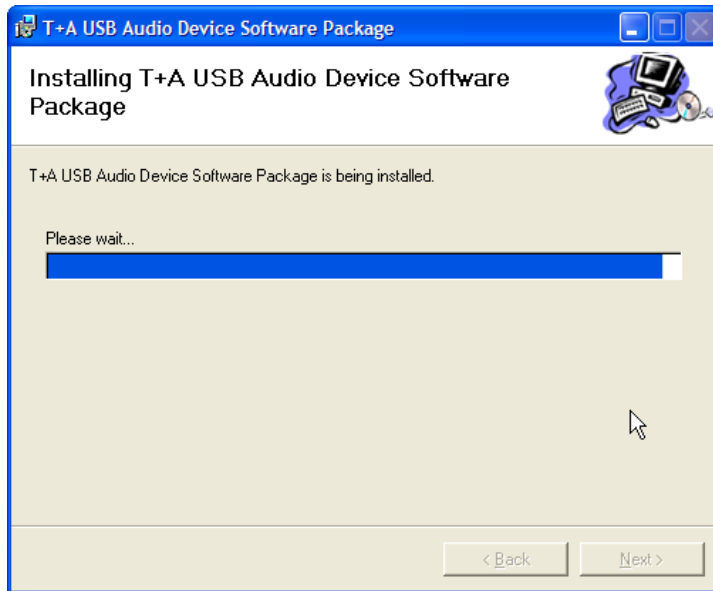 T+A USB Audio Device Software Package
Installing T+A USB Audio Device Software
Package
T+A USB Audio Device Software Package is being installed.
Please wait...
< Back
Next >